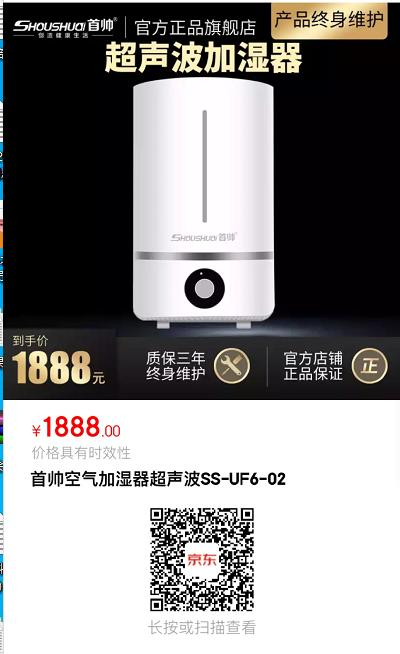 SHOUSHUAI首帅®
你流健康生活
官方正品旗舰店
产品终身维护
超声波加湿器
SHOUSHUAI首帅®
到手价
1888元
质保三年
终身维护
官方店铺
正品保证
正
¥1888.00
价格具有时效性
首帅空气加湿器超声波SS-UF6-02
京东
长按或扫描查看